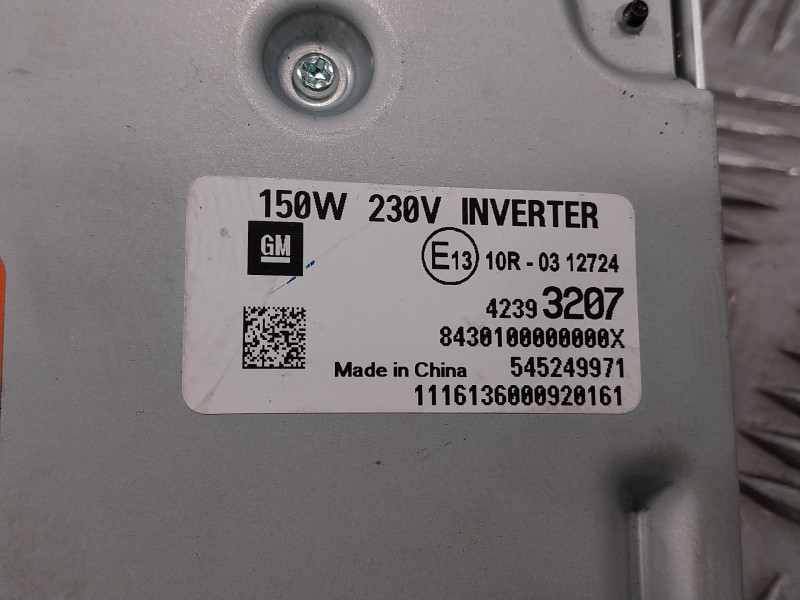 150W 230V INVERTER
GM
E13 10R - 03 12724
4239 3207
8430100000000X
Made in China 545249971
1116136000920161